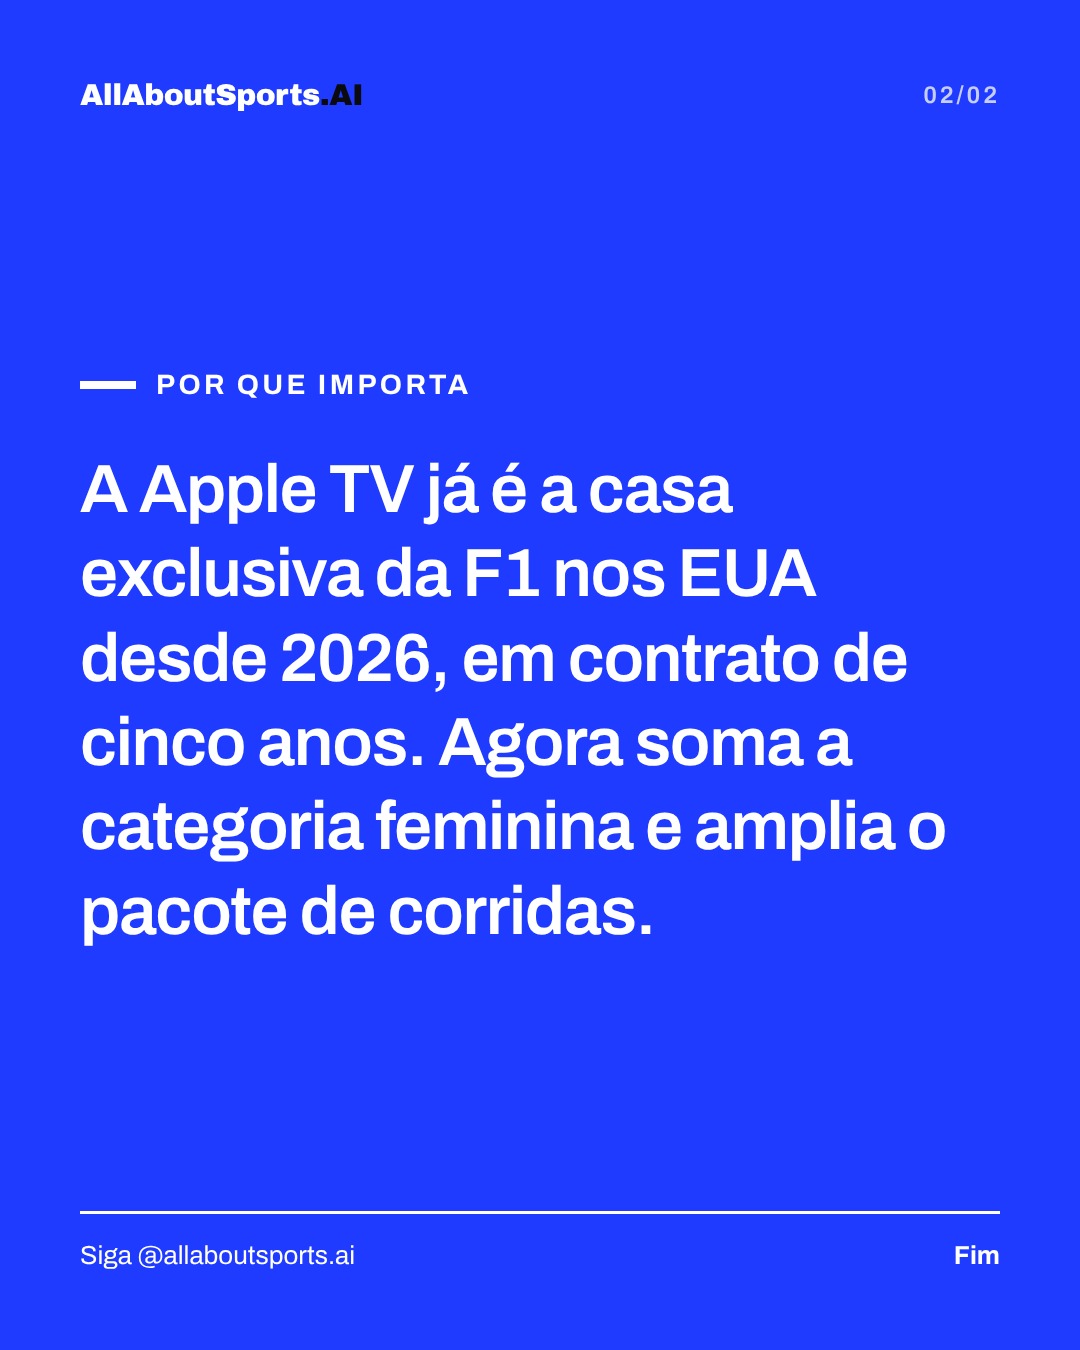 AllAboutSports.AI
02/02
POR QUE IMPORTA
A Apple TV já é a casa
exclusiva da F1 nos EUA
desde 2026, em contrato de
cinco anos. Agora soma a
categoria feminina e amplia o
pacote de corridas.
Siga @allaboutsports.ai
Fim